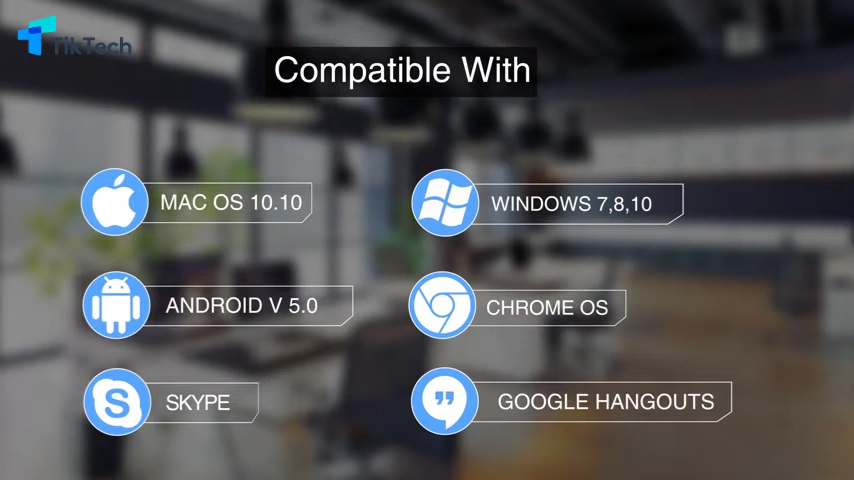 TikTech
Compatible With
MAC OS 10.10
WINDOWS 7,8,10
ANDROID V 5.0
CHROME OS
SKYPE
GOOGLE HANGOUTS